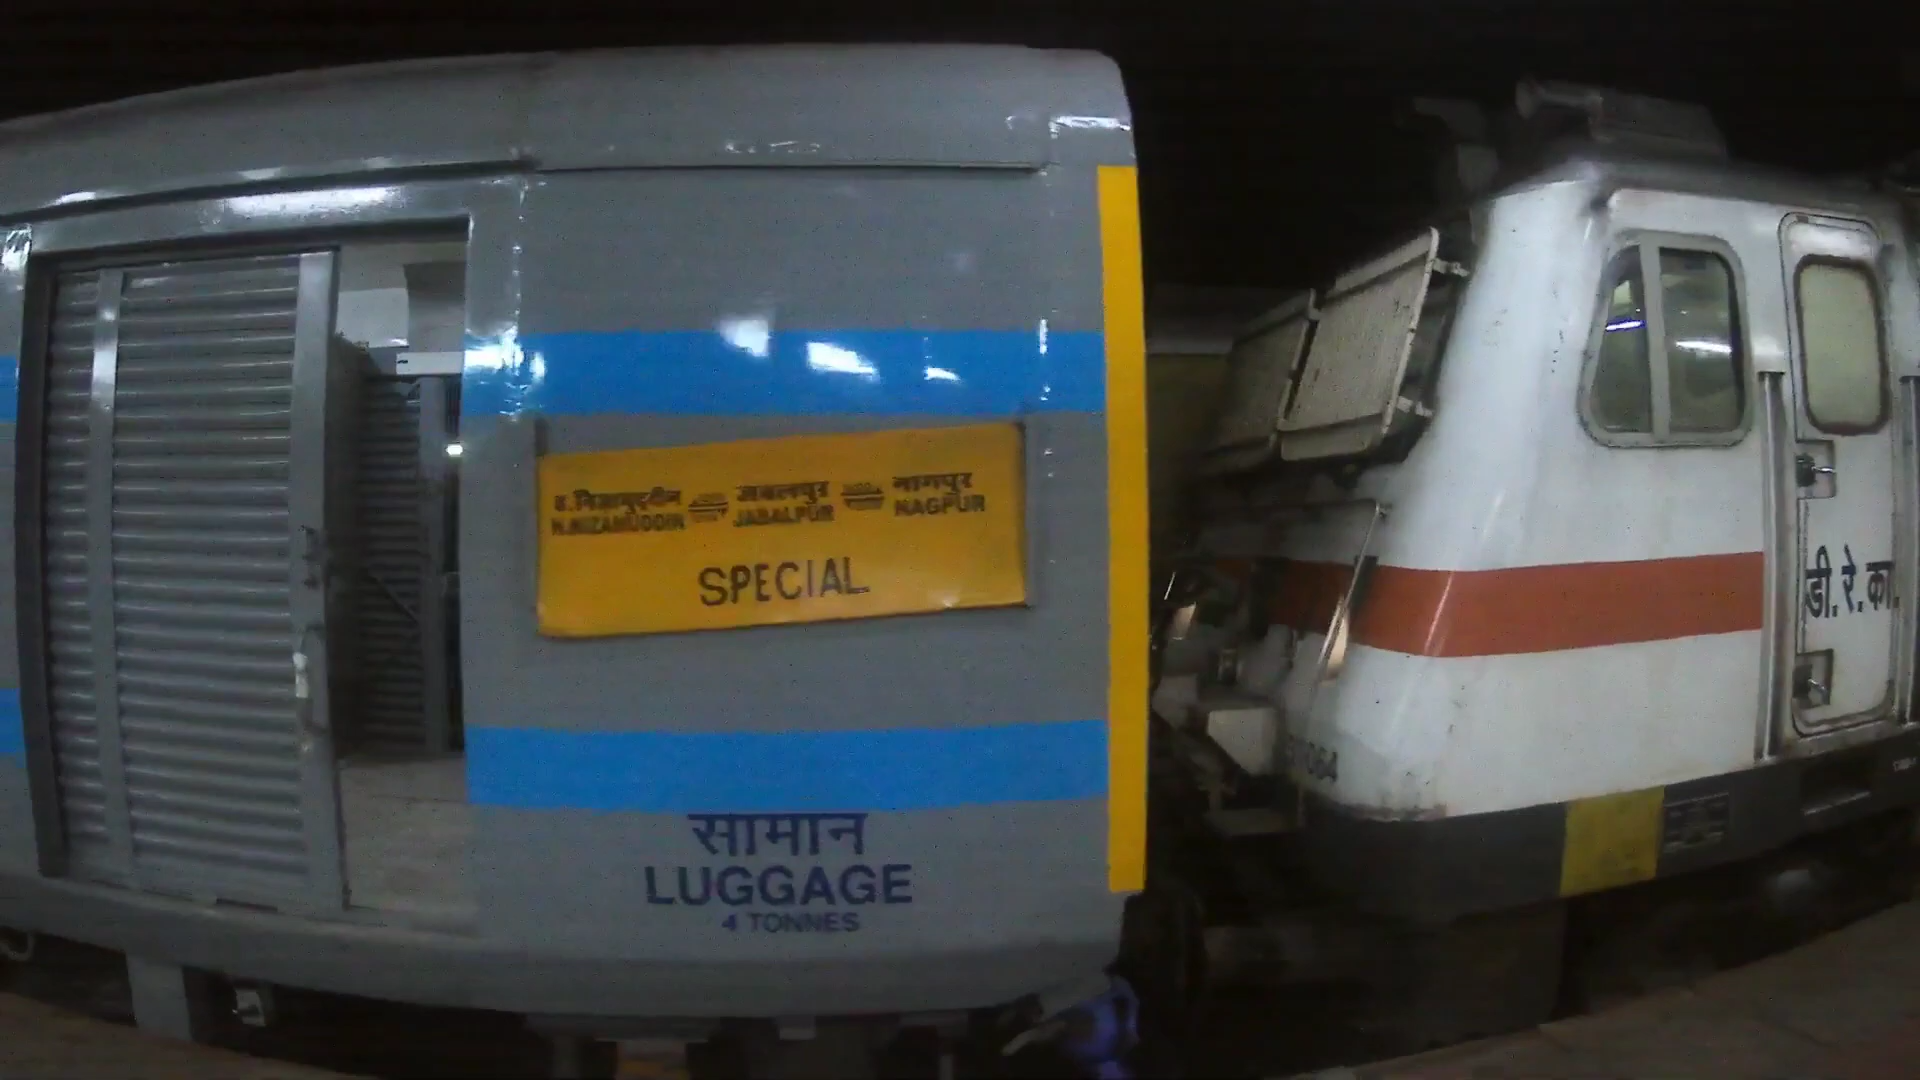 ह.निज़ामुद्दीन जबलपुर नागपुर
H.NIZAMUDDIN JABALPUR NAGPUR
SPECIAL
सामान
LUGGAGE
4 TONNES
डी.रे.का.